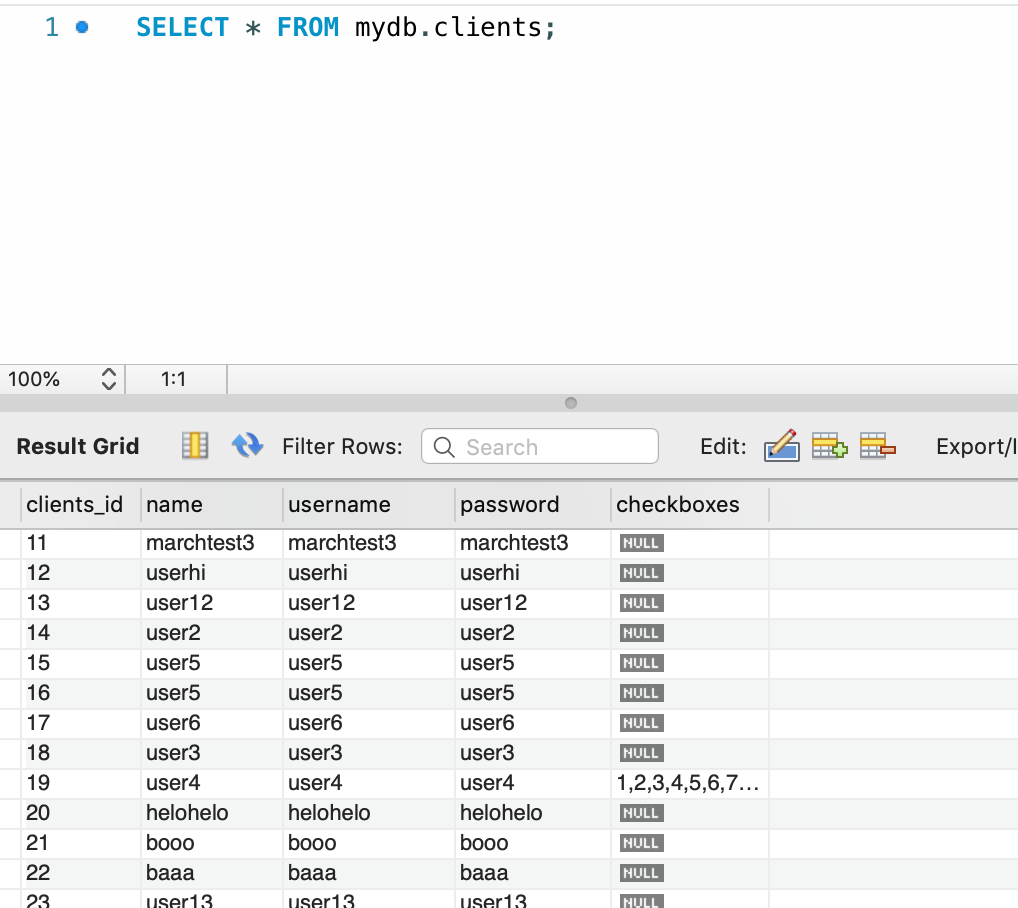 1 SELECT * FROM mydb.clients;
100% 1:1
Result Grid Filter Rows: Search Edit: Export/I
clients_id name username password checkboxes
11 marchtest3 marchtest3 marchtest3 NULL
12 userhi userhi userhi NULL
13 user12 user12 user12 NULL
14 user2 user2 user2 NULL
15 user5 user5 user5 NULL
16 user5 user5 user5 NULL
17 user6 user6 user6 NULL
18 user3 user3 user3 NULL
19 user4 user4 user4 1,2,3,4,5,6,7...
20 helohelo helohelo helohelo NULL
21 booo booo booo NULL
22 baaa baaa baaa NULL
23 user13 user13 user13 NULL